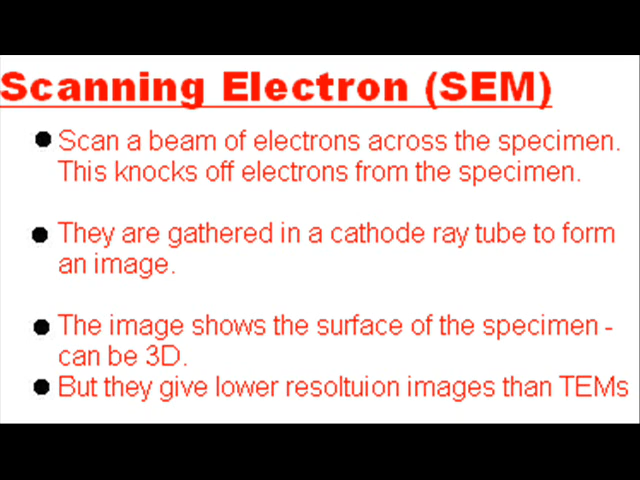 Scanning Electron (SEM)
Scan a beam of electrons across the specimen.
This knocks off electrons from the specimen.
They are gathered in a cathode ray tube to form
an image.
The image shows the surface of the specimen -
can be 3D.
But they give lower resoltuion images than TEMs